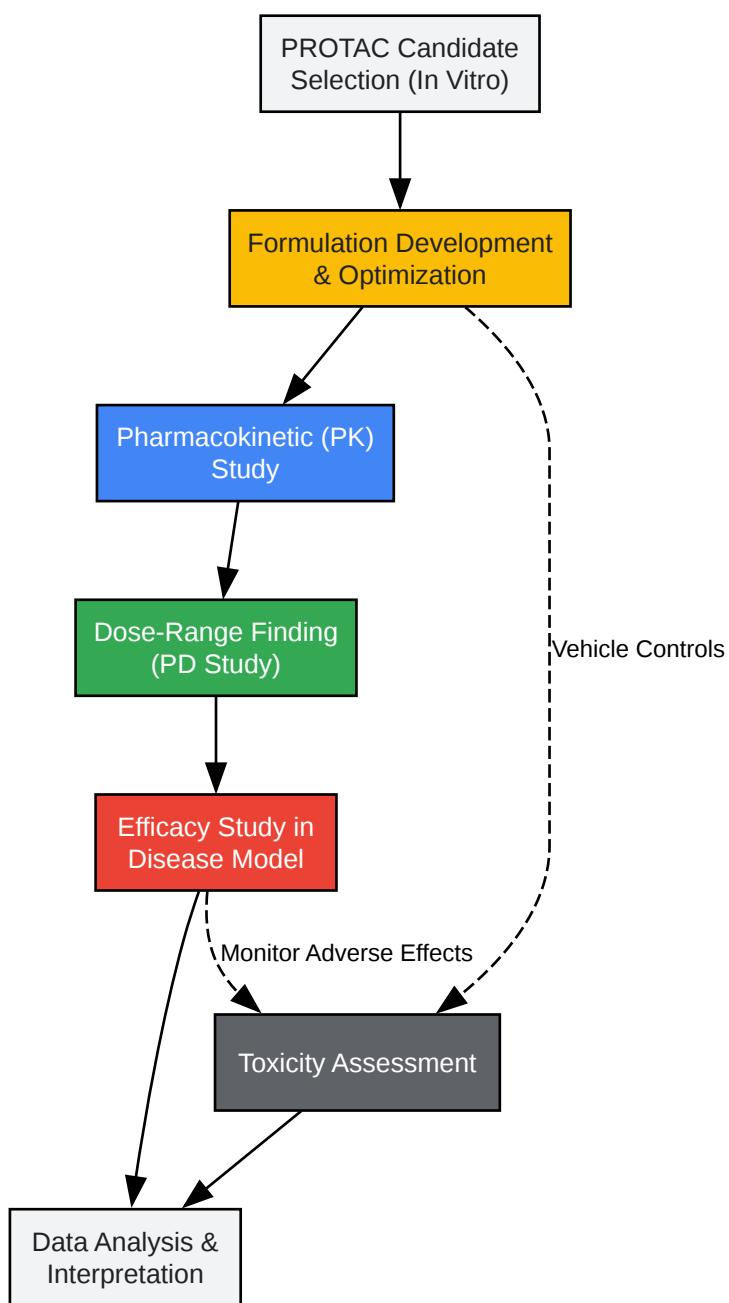 PROTAC Candidate
Selection (In Vitro)
Formulation Development
& Optimization
Pharmacokinetic (PK)
Study
Dose-Range Finding
(PD Study)
Vehicle Controls
Efficacy Study in
Disease Model
Monitor Adverse Effects
Toxicity Assessment
Data Analysis &
Interpretation